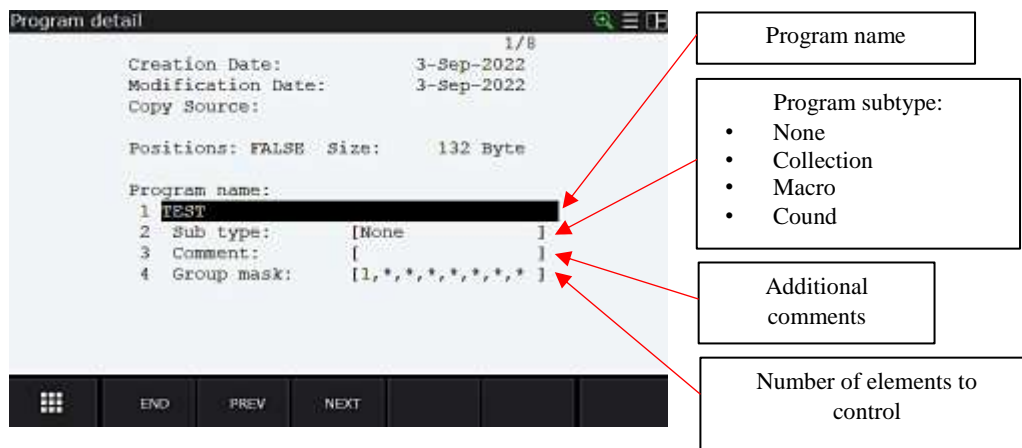 Program detail
1/8
Creation Date: 3-Sep-2022
Modification Date: 3-Sep-2022
Copy Source:
Positions: FALSE Size: 132 Byte
Program name:
1 TEST
2 Sub type: [None ]
3 Comment: [ ]
4 Group mask: [1,*,*,*,*,*,*,* ]
END PREV NEXT
Program name
Program subtype:
• None
• Collection
• Macro
• Cound
Additional
comments
Number of elements to
control